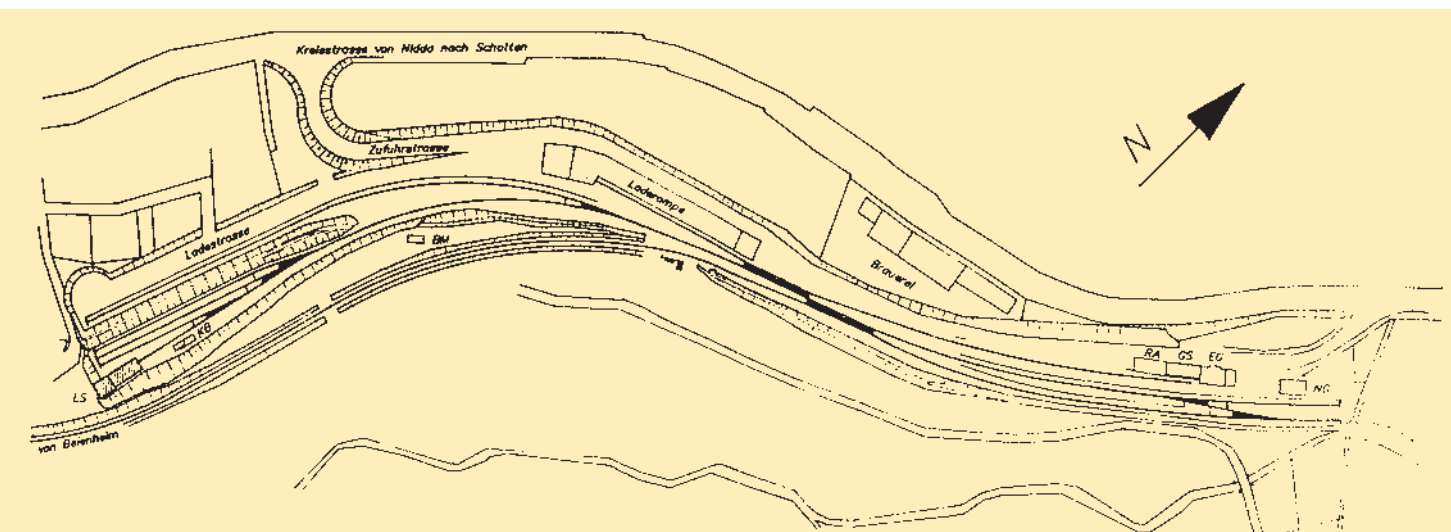 Kreisstrasse von Nidda nach Schotten
Zufuhrstrasse
N
Laderampe
Ladestrasse
BM
Brauerei
KB
RA GS EG
NG
LS
von Beienheim